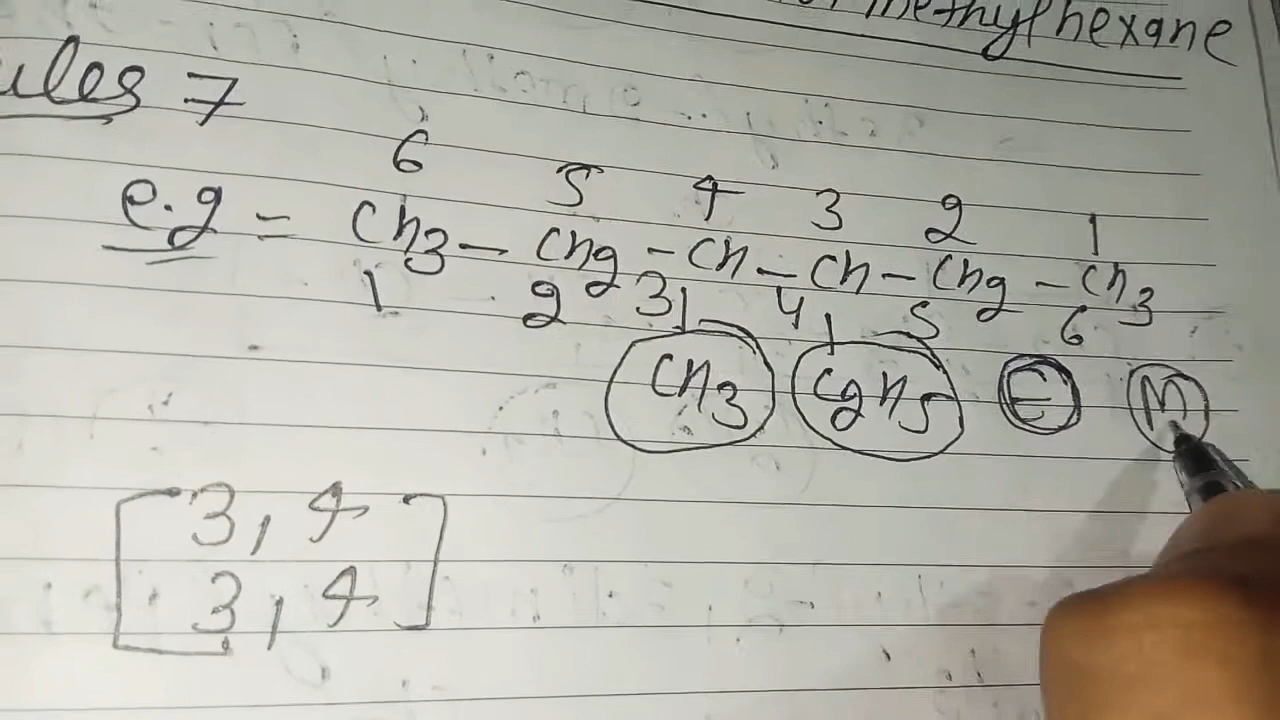 methylhexane
ules 7
6 5 4 3 2 1
e.g = CH3 - CH2 - CH - CH - CH2 - CH3
1 2 3 4 5 6
CH3 C2H5 E M
3, 4
3, 4